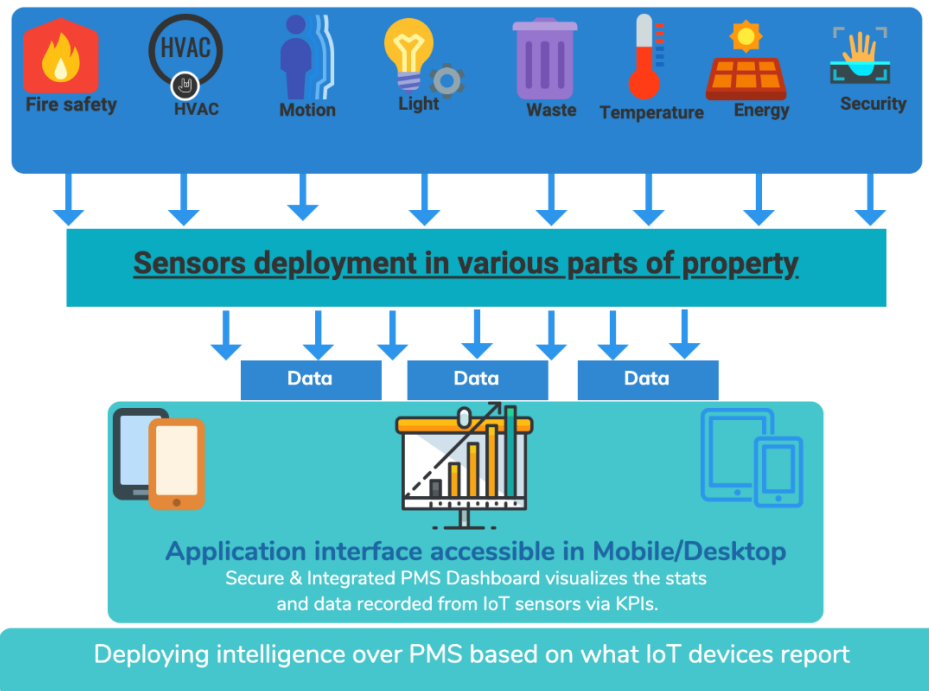 HVAC
Fire safety
HVAC
Motion
Light
Waste
Temperature
Energy
Security
Sensors deployment in various parts of property
Data
Data
Data
Application interface accessible in Mobile/Desktop
Secure & Integrated PMS Dashboard visualizes the stats
and data recorded from IoT sensors via KPIs.
Deploying intelligence over PMS based on what IoT devices report